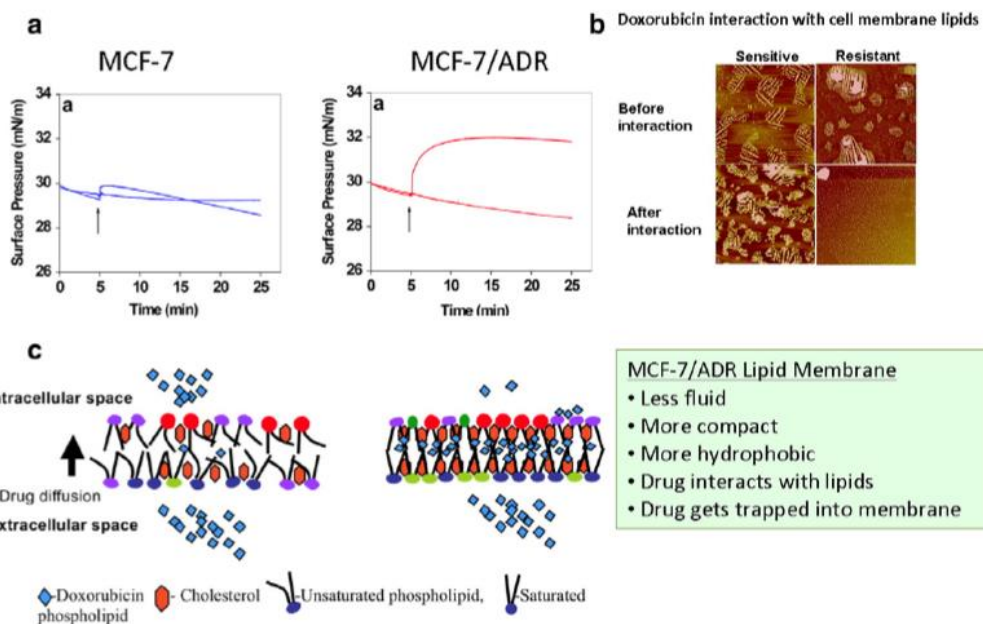 a
MCF-7
MCF-7/ADR
b
Doxorubicin interaction with cell membrane lipids
a
Surface Pressure (mN/m)
34
32
30
28
26
0 5 10 15 20 25
Time (min)
a
Surface Pressure (mN/m)
34
32
30
28
26
0 5 10 15 20 25
Time (min)
Sensitive
Resistant
Before
interaction
After
interaction
c
ntracellular space
Drug diffusion
xtracellular space
MCF-7/ADR Lipid Membrane
• Less fluid
• More compact
• More hydrophobic
• Drug interacts with lipids
• Drug gets trapped into membrane
-Doxorubicin - Cholesterol -Unsaturated phospholipid, -Saturated
phospholipid